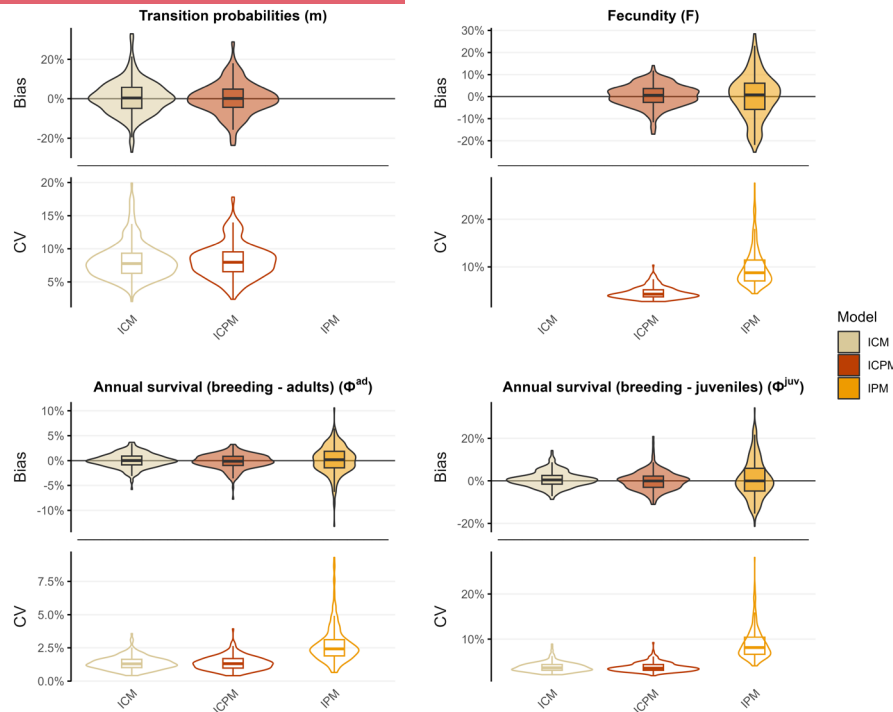 Transition probabilities (m)
Bias
20%
0%
-20%
CV
20%
15%
10%
5%
ICM
ICPM
IPM
Fecundity (F)
Bias
30%
20%
10%
0%
-10%
-20%
CV
20%
10%
ICM
ICPM
IPM
Model
ICM
ICPM
IPM
Annual survival (breeding - adults) (Φ^ad)
Bias
10%
5%
0%
-5%
-10%
CV
7.5%
5.0%
2.5%
0.0%
ICM
ICPM
IPM
Annual survival (breeding - juveniles) (Φ^juv)
Bias
20%
0%
-20%
CV
20%
10%
ICM
ICPM
IPM